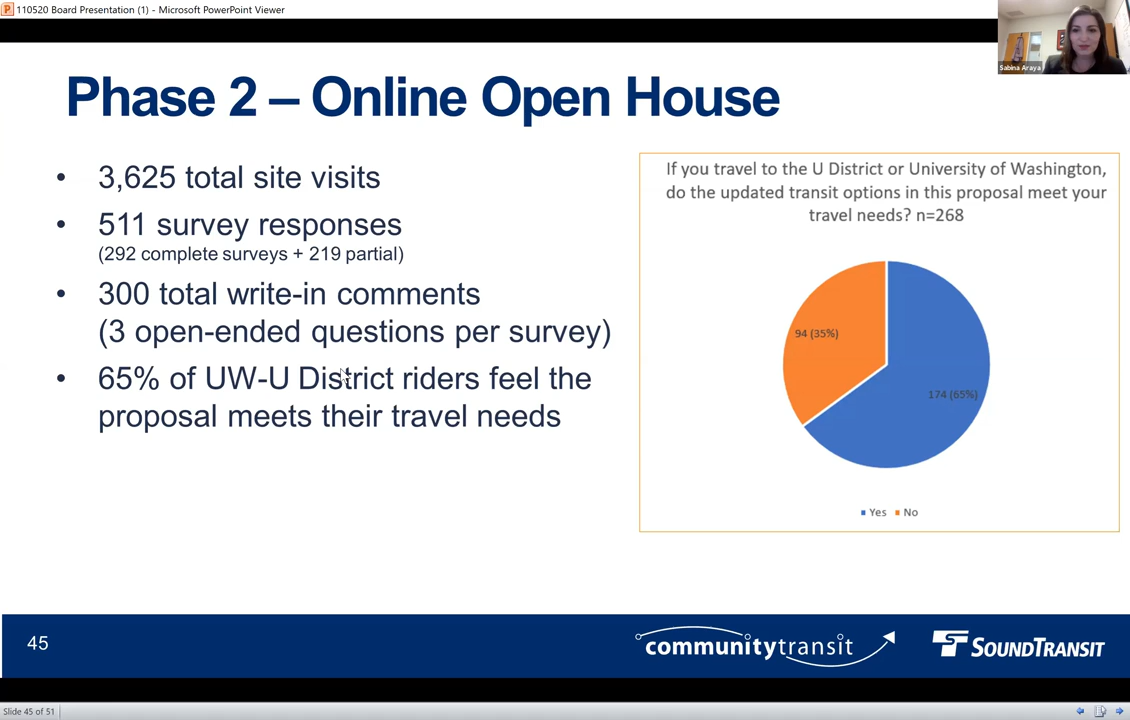 110520 Board Presentation (1) - Microsoft PowerPoint Viewer
Sabina Araya
Phase 2 – Online Open House
• 3,625 total site visits
• 511 survey responses
(292 complete surveys + 219 partial)
• 300 total write-in comments
(3 open-ended questions per survey)
• 65% of UW-U District riders feel the
proposal meets their travel needs
If you travel to the U District or University of Washington,
do the updated transit options in this proposal meet your
travel needs? n=268
94 (35%)
174 (65%)
Yes No
45
communitytransit
SOUNDTRANSIT
Slide 45 of 51